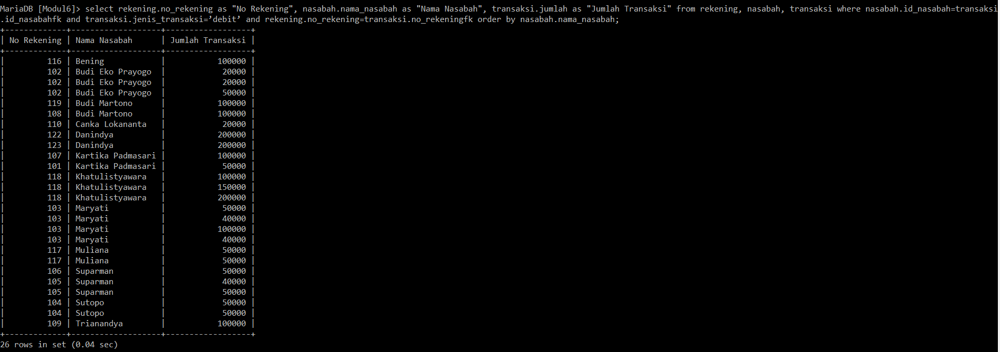 MariaDB [Modul6]> select rekening.no_rekening as "No Rekening", nasabah.nama_nasabah as "Nama Nasabah", transaksi.jumlah as "Jumlah Transaksi" from rekening, nasabah, transaksi where nasabah.id_nasabah=transaksi
.id_nasabahfk and transaksi.jenis_transaksi=’debit’ and rekening.no_rekening=transaksi.no_rekeningfk order by nasabah.nama_nasabah;
+-------------+-------------------+------------------+
| No Rekening | Nama Nasabah      | Jumlah Transaksi |
+-------------+-------------------+------------------+
|         116 | Bening            |           100000 |
|         102 | Budi Eko Prayogo  |            20000 |
|         102 | Budi Eko Prayogo  |            20000 |
|         102 | Budi Eko Prayogo  |            50000 |
|         119 | Budi Martono      |           100000 |
|         108 | Budi Martono      |           100000 |
|         110 | Canka Lokananta   |            20000 |
|         122 | Danindya          |           200000 |
|         123 | Danindya          |           200000 |
|         107 | Kartika Padmasari |           100000 |
|         101 | Kartika Padmasari |            50000 |
|         118 | Khatulistyawara   |           100000 |
|         118 | Khatulistyawara   |           150000 |
|         118 | Khatulistyawara   |           200000 |
|         103 | Maryati           |            50000 |
|         103 | Maryati           |            40000 |
|         103 | Maryati           |           100000 |
|         103 | Maryati           |            40000 |
|         117 | Muliana           |            50000 |
|         117 | Muliana           |            50000 |
|         106 | Suparman          |            50000 |
|         105 | Suparman          |            40000 |
|         105 | Suparman          |            50000 |
|         104 | Sutopo            |            50000 |
|         104 | Sutopo            |            50000 |
|         109 | Trianandya        |           100000 |
+-------------+-------------------+------------------+
26 rows in set (0.04 sec)